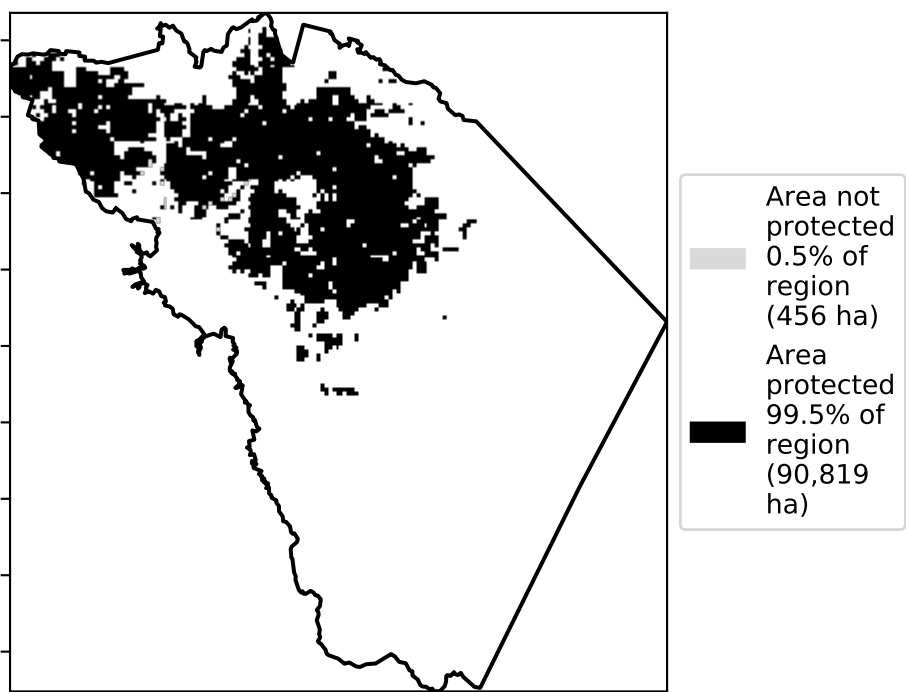 Area not
protected
0.5% of
region
(456 ha)
Area
protected
99.5% of
region
(90,819
ha)